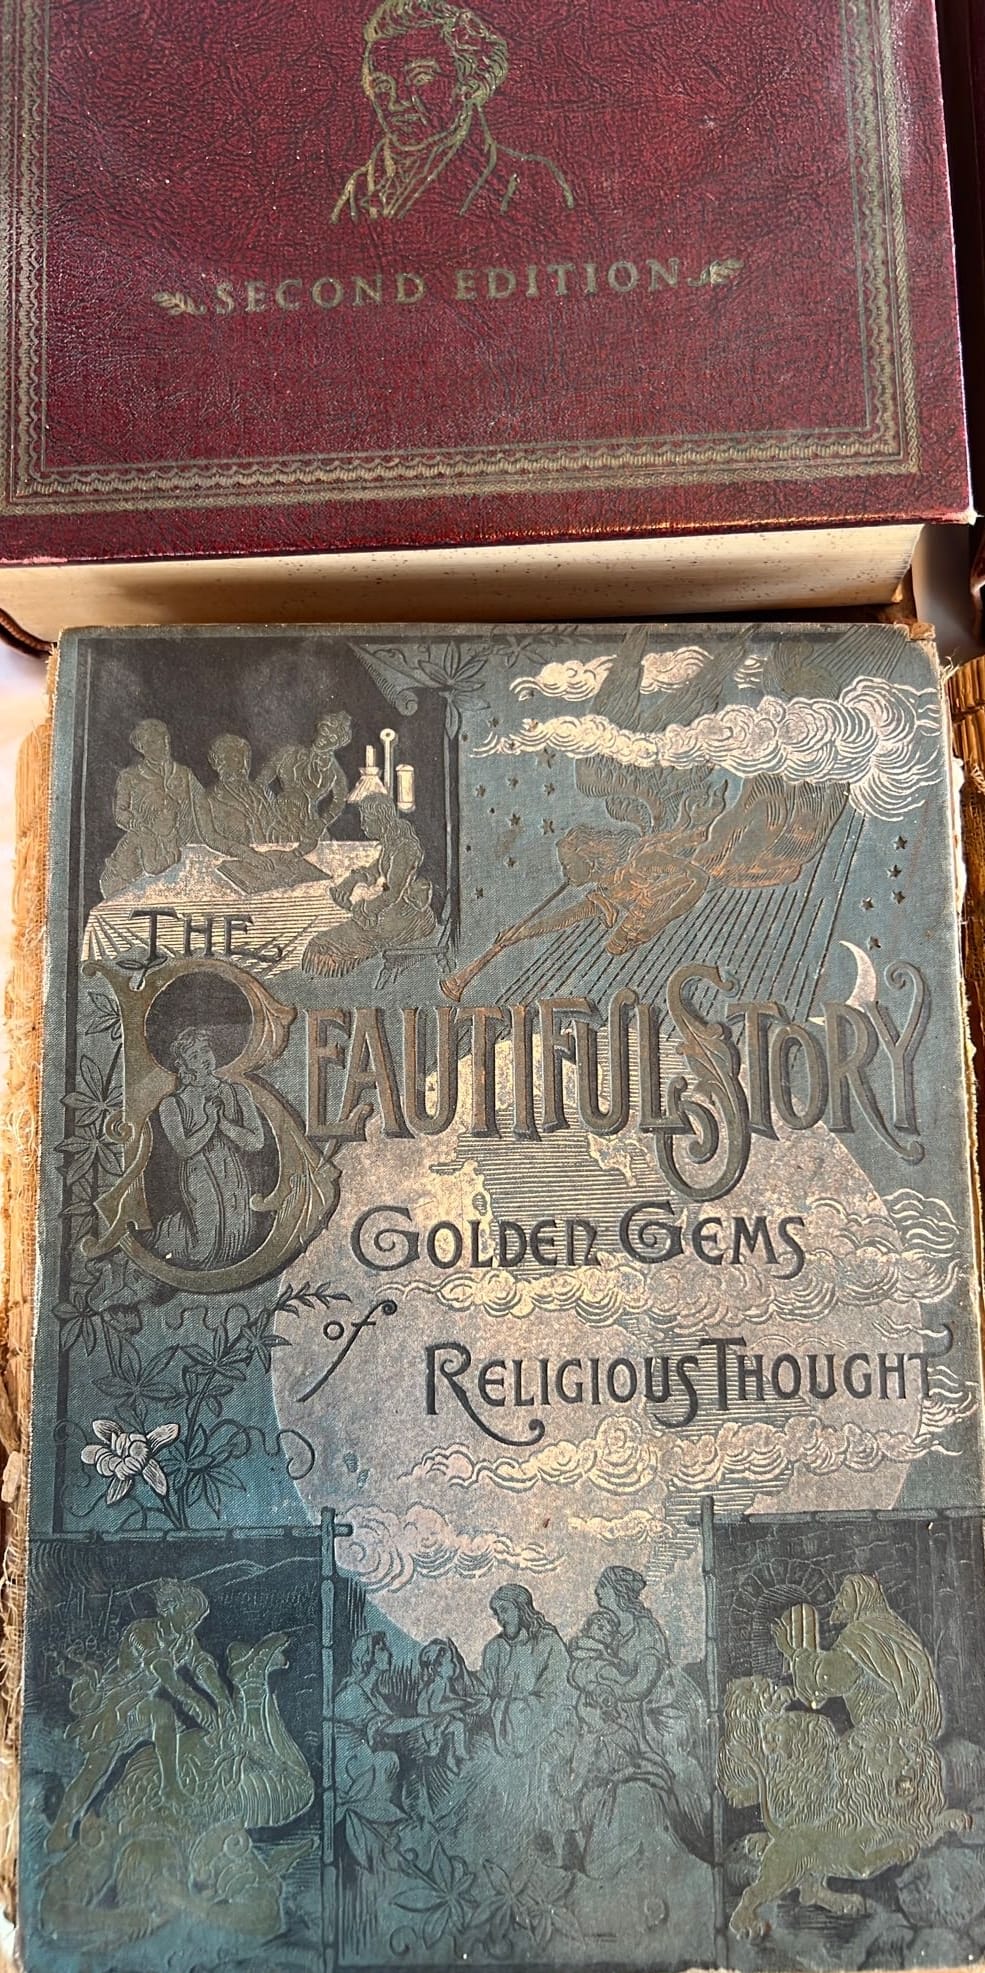 SECOND EDITION
THE
BEAUTIFUL STORY
GOLDEN GEMS
of
RELIGIOUS THOUGHT